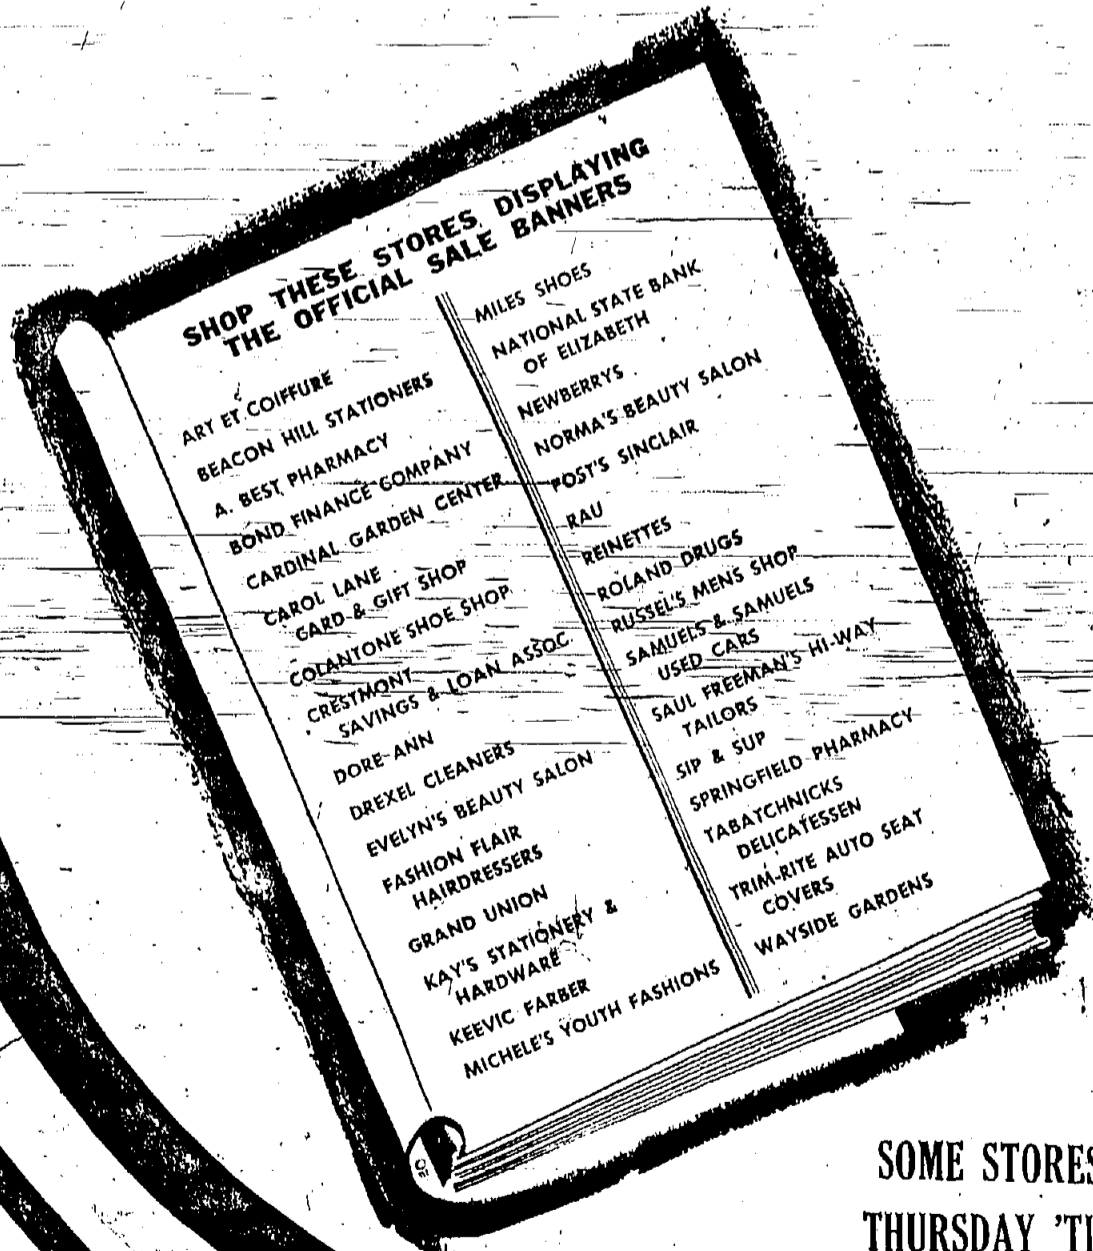 SHOP THESE STORES DISPLAYING
THE OFFICIAL SALE BANNERS
ART ET COIFFURE
BEACON HILL STATIONERS
A. BEST PHARMACY
BOND FINANCE COMPANY
CARDINAL GARDEN CENTER
CAROL LANE
CARD & GIFT SHOP
COLANTONE SHOE SHOP
CRESTMONT
SAVINGS & LOAN ASSOC.
DORE-ANN
DREXEL CLEANERS
EVELYN'S BEAUTY SALON
FASHION FLAIR
HAIRDRESSERS
GRAND UNION
KAY'S STATIONERY &
HARDWARE
KEEVIC FARBER
MICHELE'S YOUTH FASHIONS
MILES SHOES
NATIONAL STATE BANK
OF ELIZABETH
NEWBERRYS
NORMA'S BEAUTY SALON
POST'S SINCLAIR
RAU
REINETTES
ROLAND DRUGS
RUSSEL'S MENS SHOP
SAMUELS & SAMUELS
USED CARS
SAUL FREEMAN'S HI-WAY
TAILORS
SIP & SUP
SPRINGFIELD PHARMACY
TABATCHNICKS
DELICATESSEN
TRIM-RITE AUTO SEAT
COVERS
WAYSIDE GARDENS
SOME STORES
THURSDAY